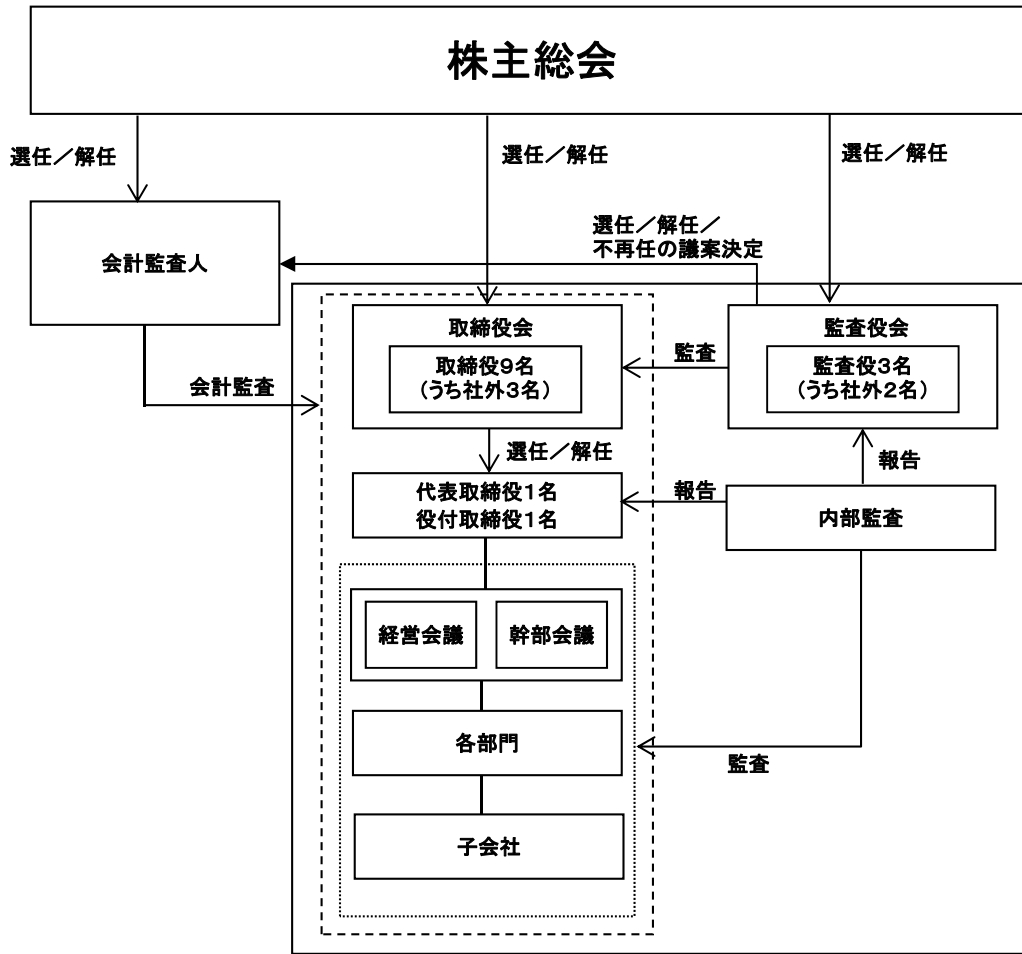 株主総会
選任／解任
選任／解任
選任／解任
会計監査人
選任／解任／
不再任の議案決定
取締役会
取締役９名
（うち社外３名）
監査
監査役会
監査役３名
（うち社外２名）
会計監査
選任／解任
報告
代表取締役１名
役付取締役１名
報告
内部監査
経営会議
幹部会議
各部門
監査
子会社